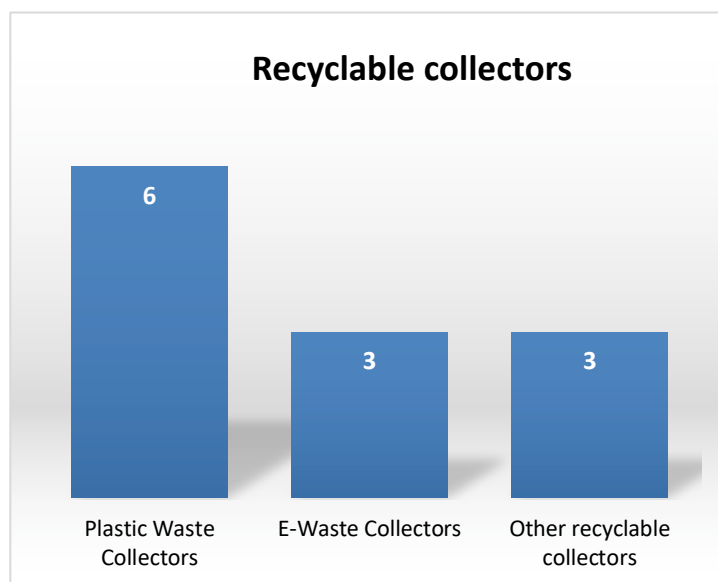 Recyclable collectors
6
3
3
Plastic Waste
Collectors
E-Waste Collectors
Other recyclable
collectors